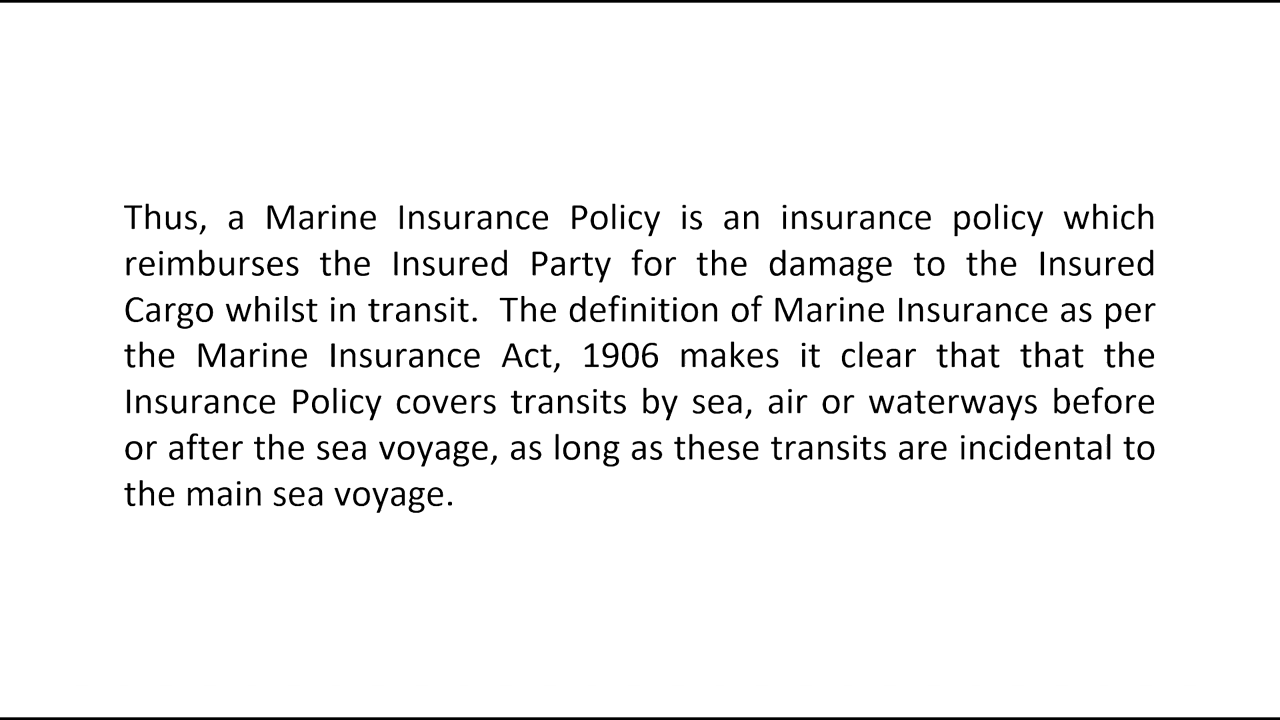 Thus, a Marine Insurance Policy is an insurance policy which
reimburses the Insured Party for the damage to the Insured
Cargo whilst in transit.  The definition of Marine Insurance as per
the Marine Insurance Act, 1906 makes it clear that that the
Insurance Policy covers transits by sea, air or waterways before
or after the sea voyage, as long as these transits are incidental to
the main sea voyage.